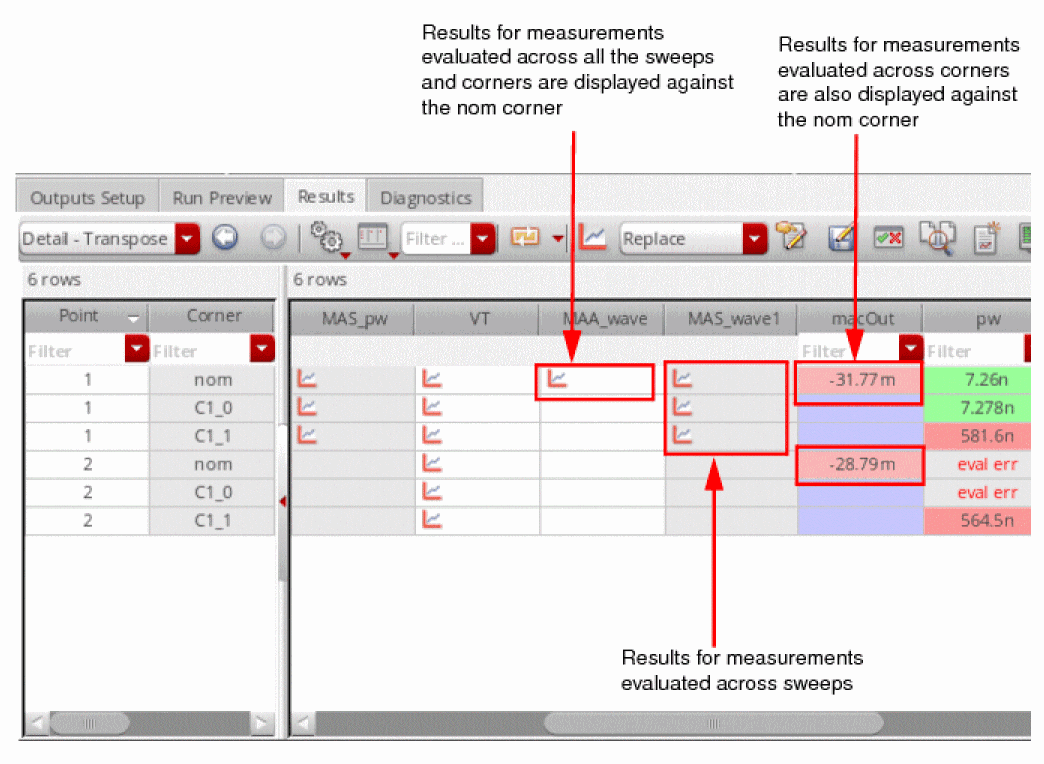 Results for measurements
evaluated across all the sweeps
and corners are displayed against
the nom corner
Results for measurements
evaluated across corners
are also displayed against
the nom corner
Outputs Setup Run Preview Results Diagnostics
Detail - Transpose Filter ... Replace
6 rows 6 rows
Point Corner MAS_pw VT MAA_wave MAS_wave1 macOut pw
Filter Filter Filter Filter
1 nom -31.77m 7.26n
1 C1_0 7.278n
1 C1_1 581.6n
2 nom -28.79m eval err
2 C1_0 eval err
2 C1_1 564.5n
Results for measurements
evaluated across sweeps